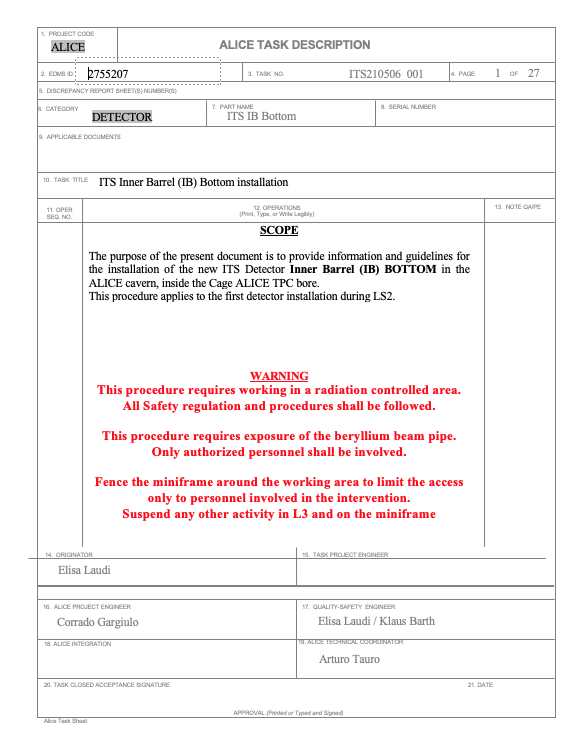 1. PROJECT CODE
ALICE
ALICE TASK DESCRIPTION
2. EDMS ID.
2755207
3. TASK NO.
ITS210506 001
4. PAGE 1 OF 27
5. DISCREPANCY REPORT SHEET(S) NUMBER(S)
6. CATEGORY
DETECTOR
7. PART NAME
ITS IB Bottom
8. SERIAL NUMBER
9. APPLICABLE DOCUMENTS
10. TASK TITLE ITS Inner Barrel (IB) Bottom installation
11. OPER.
SEQ. NO.
12. OPERATIONS
(Print, Type, or Write Legibly)
13. NOTE QA/PE
SCOPE
The purpose of the present document is to provide information and guidelines for
the installation of the new ITS Detector Inner Barrel (IB) BOTTOM in the
ALICE cavern, inside the Cage ALICE TPC bore.
This procedure applies to the first detector installation during LS2.
WARNING
This procedure requires working in a radiation controlled area.
All Safety regulation and procedures shall be followed.
This procedure requires exposure of the beryllium beam pipe.
Only authorized personnel shall be involved.
Fence the miniframe around the working area to limit the access
only to personnel involved in the intervention.
Suspend any other activity in L3 and on the miniframe
14. ORIGINATOR
Elisa Laudi
15. TASK PROJECT ENGINEER
16. ALICE PROJECT ENGINEER
Corrado Gargiulo
17. QUALITY-SAFETY ENGINEER
Elisa Laudi / Klaus Barth
18. ALICE INTEGRATION
19. ALICE TECHNICAL COORDINATOR
Arturo Tauro
20. TASK CLOSED ACCEPTANCE SIGNATURE
21. DATE
APPROVAL (Printed or Typed and Signed)
Alice Task Sheet